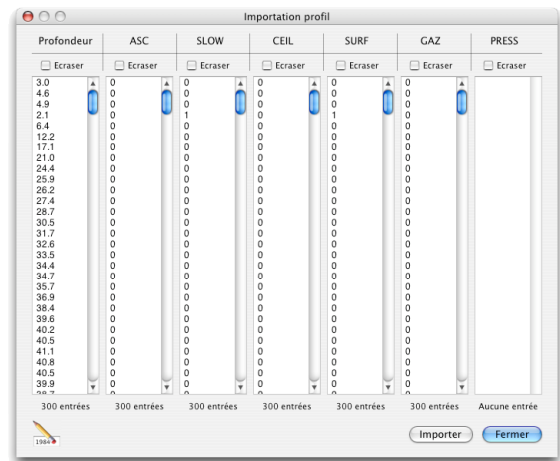 Importation profil
Profondeur ASC SLOW CEIL SURF GAZ PRESS
Ecraser Ecraser Ecraser Ecraser Ecraser Ecraser Ecraser
3.0 0 0 0 0 0
4.6 0 0 0 0 0
4.9 0 0 0 0 0
2.1 0 1 0 1 0
6.4 0 0 0 0 0
12.2 0 0 0 0 0
17.1 0 0 0 0 0
21.0 0 0 0 0 0
24.4 0 0 0 0 0
25.9 0 0 0 0 0
26.2 0 0 0 0 0
27.4 0 0 0 0 0
28.7 0 0 0 0 0
30.5 0 0 0 0 0
31.7 0 0 0 0 0
32.6 0 0 0 0 0
33.5 0 0 0 0 0
34.4 0 0 0 0 0
34.7 0 0 0 0 0
35.7 0 0 0 0 0
36.9 0 0 0 0 0
38.4 0 0 0 0 0
39.6 0 0 0 0 0
40.2 0 0 0 0 0
40.5 0 0 0 0 0
41.1 0 0 0 0 0
40.8 0 0 0 0 0
40.5 0 0 0 0 0
39.9 0 0 0 0 0
300 entrées 300 entrées 300 entrées 300 entrées 300 entrées 300 entrées Aucune entrée
1984 Importer Fermer